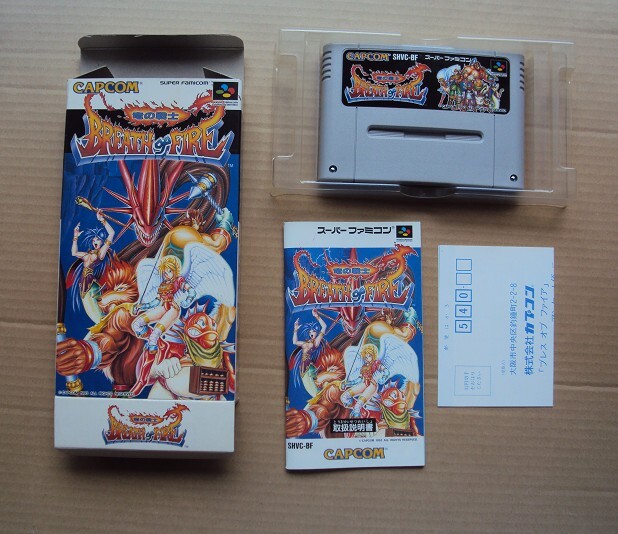 CAPCOM
SUPER FAMICOM
竜の戦士
BREATH of FIRE
TM
竜の戦士
BREATH of FIRE
CAPCOM SHVC-BF スーパーファミコン
竜の戦士
BREATH of FIRE
スーパーファミコン
竜の戦士
BREATH of FIRE
取扱説明書
SHVC-BF
CAPCOM
540
株式会社カプコン
「ブレス オブ ファイア」